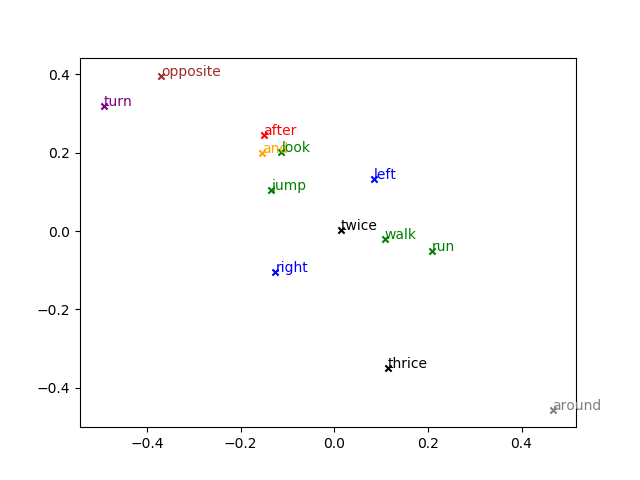 0.4
0.2
0.0
−0.2
−0.4
opposite
turn
after
and
look
left
jump
twice
walk
run
right
thrice
around
−0.4
−0.2
0.0
0.2
0.4